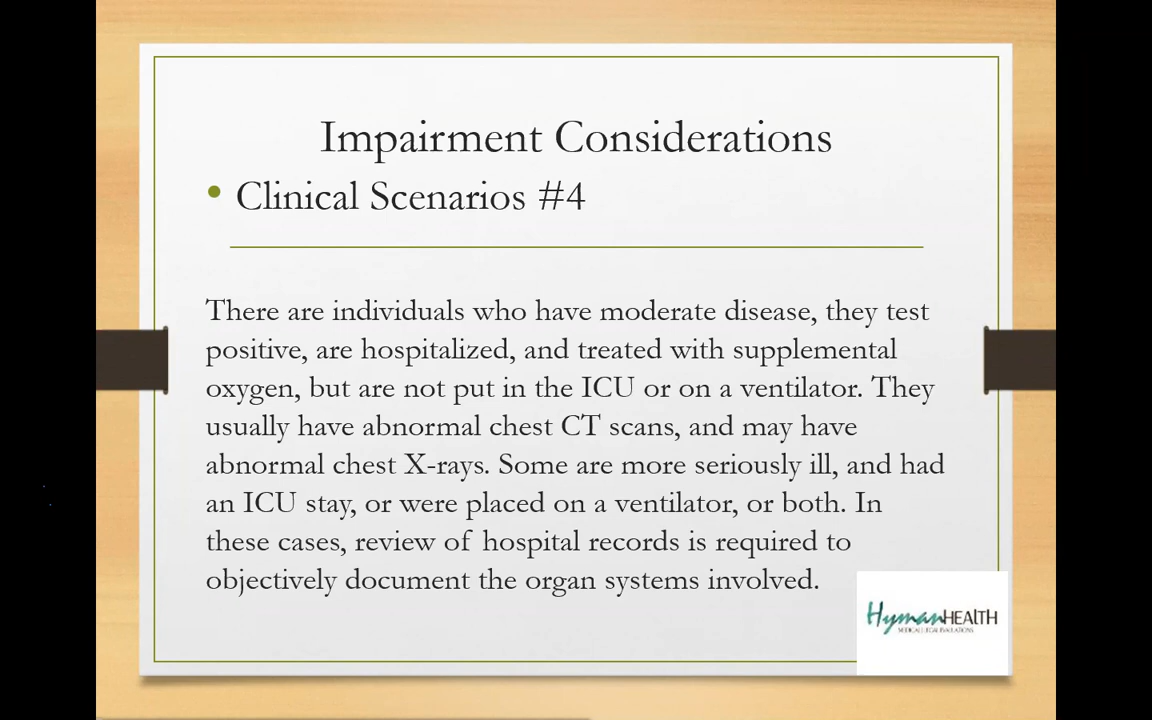 Impairment Considerations
• Clinical Scenarios #4
There are individuals who have moderate disease, they test
positive, are hospitalized, and treated with supplemental
oxygen, but are not put in the ICU or on a ventilator. They
usually have abnormal chest CT scans, and may have
abnormal chest X-rays. Some are more seriously ill, and had
an ICU stay, or were placed on a ventilator, or both. In
these cases, review of hospital records is required to
objectively document the organ systems involved.
HymanHEALTH
MEDICAL LEGAL EVALUATIONS